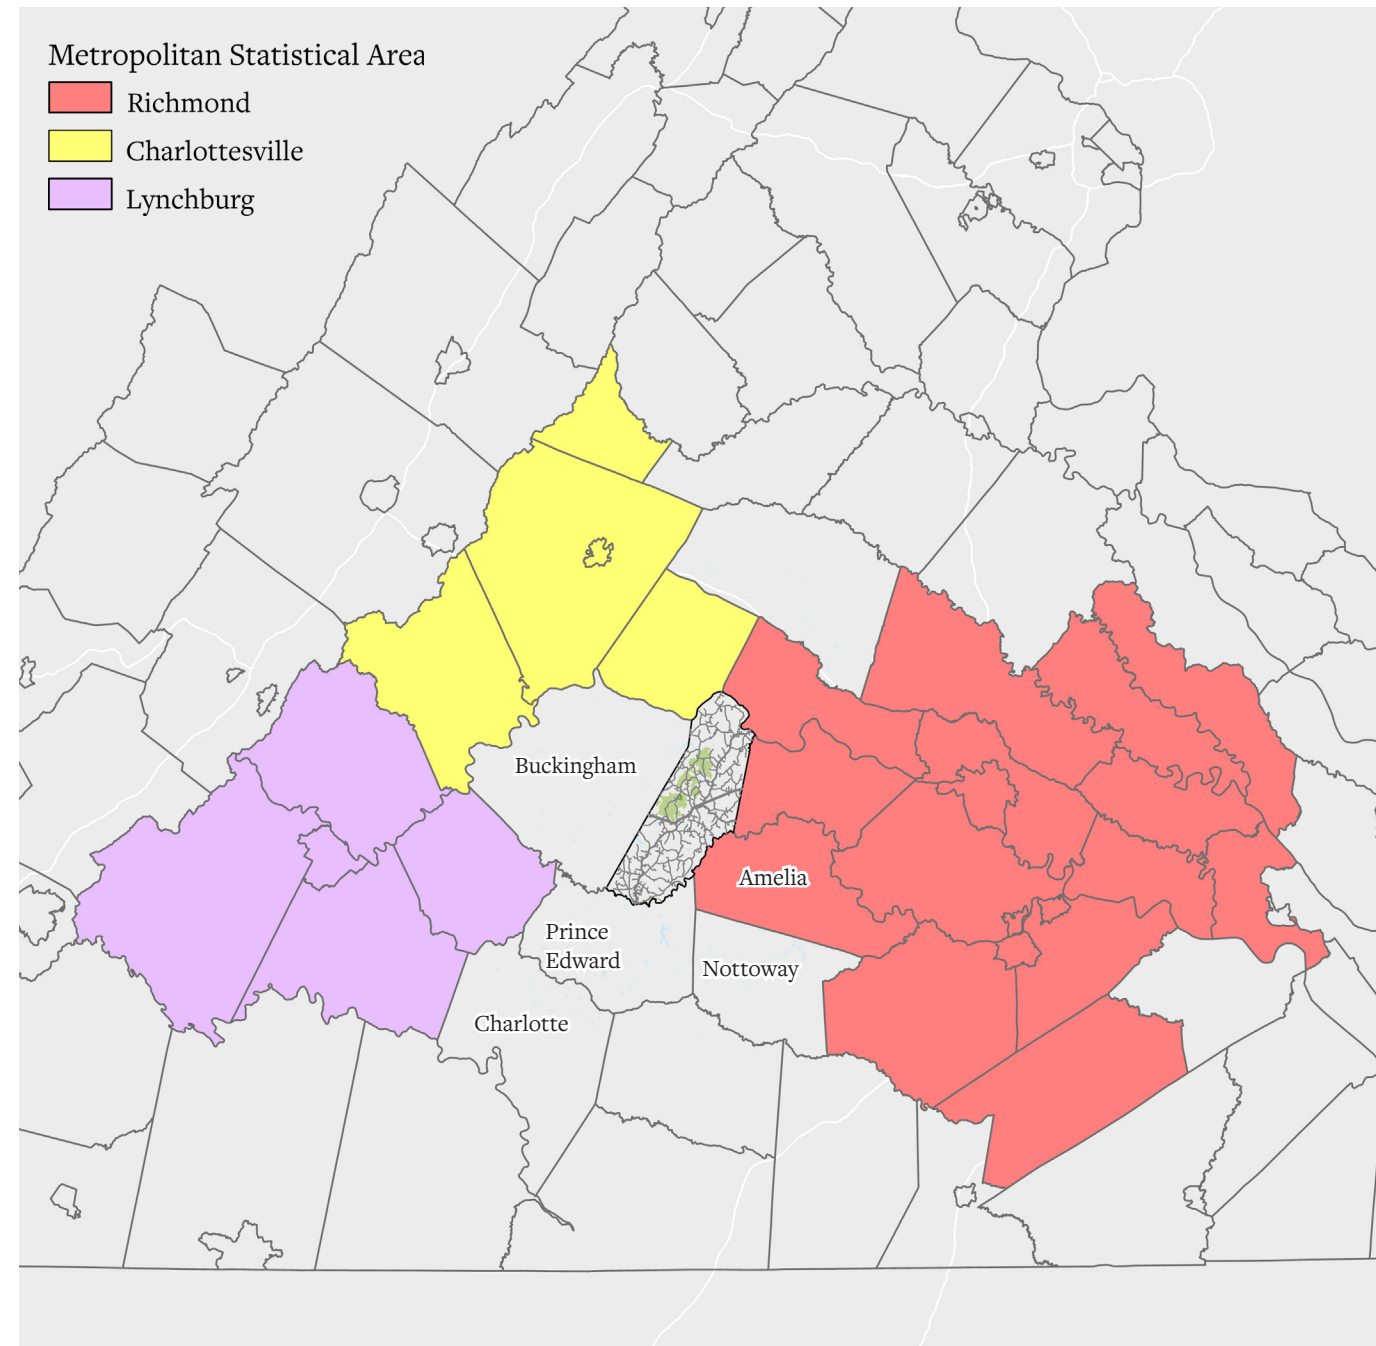 Metropolitan Statistical Area
Richmond
Charlottesville
Lynchburg
Buckingham
Amelia
Prince
Edward
Nottoway
Charlotte